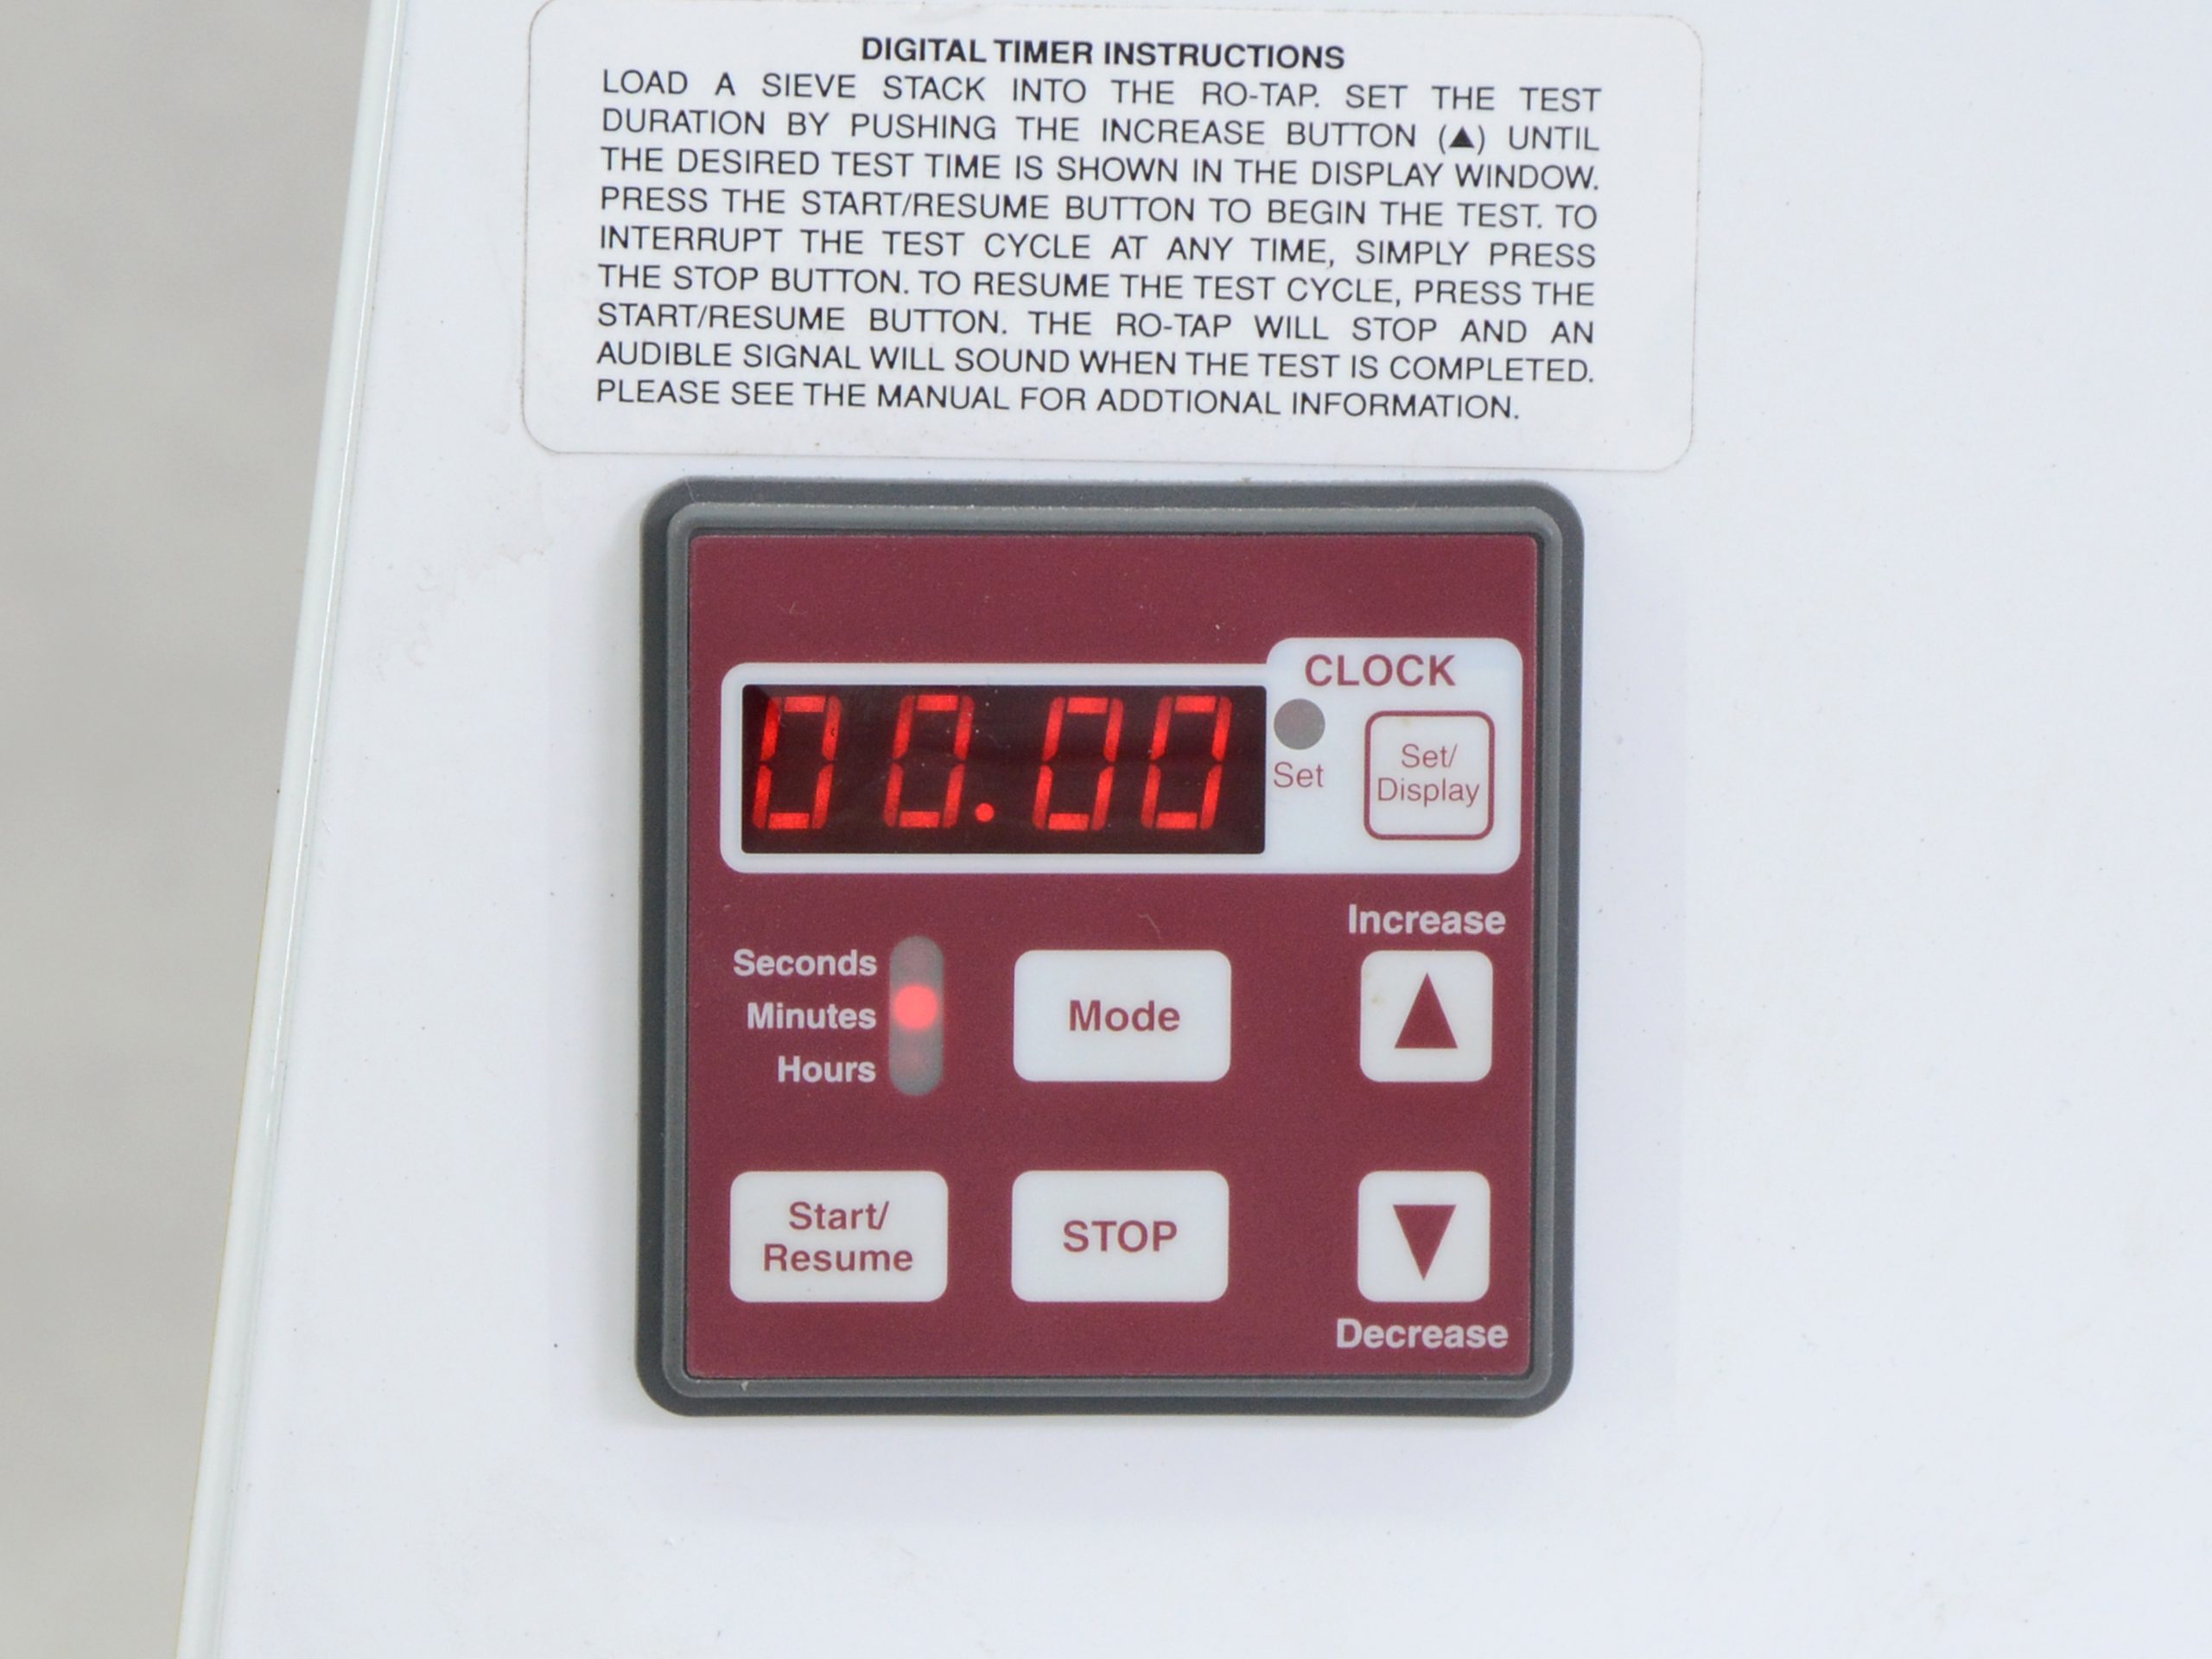 DIGITAL TIMER INSTRUCTIONS
LOAD A SIEVE STACK INTO THE RO-TAP. SET THE TEST
DURATION BY PUSHING THE INCREASE BUTTON (▲) UNTIL
THE DESIRED TEST TIME IS SHOWN IN THE DISPLAY WINDOW.
PRESS THE START/RESUME BUTTON TO BEGIN THE TEST. TO
INTERRUPT THE TEST CYCLE AT ANY TIME, SIMPLY PRESS
THE STOP BUTTON. TO RESUME THE TEST CYCLE, PRESS THE
START/RESUME BUTTON. THE RO-TAP WILL STOP AND AN
AUDIBLE SIGNAL WILL SOUND WHEN THE TEST IS COMPLETED.
PLEASE SEE THE MANUAL FOR ADDTIONAL INFORMATION.
CLOCK
00.00
Set
Set/
Display
Increase
Seconds
Minutes
Hours
Mode
Start/
Resume
STOP
Decrease